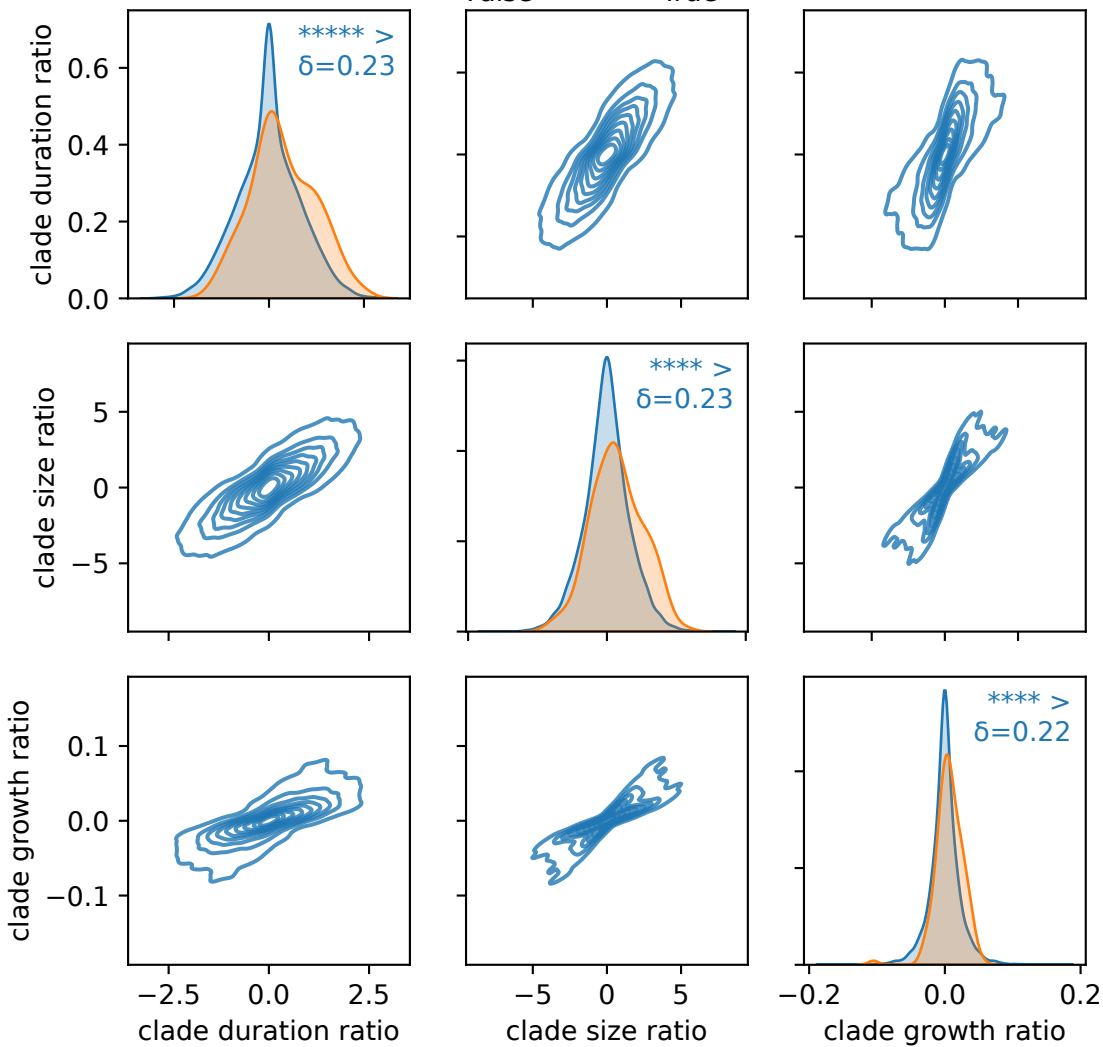 clade duration ratio
0.6
0.4
0.2
0.0
***** >
δ=0.23
clade size ratio
5
0
−5
**** >
δ=0.23
clade growth ratio
0.1
0.0
−0.1
**** >
δ=0.22
−2.5
0.0
2.5
−5
0
5
−0.2
0.0
0.2
clade duration ratio
clade size ratio
clade growth ratio